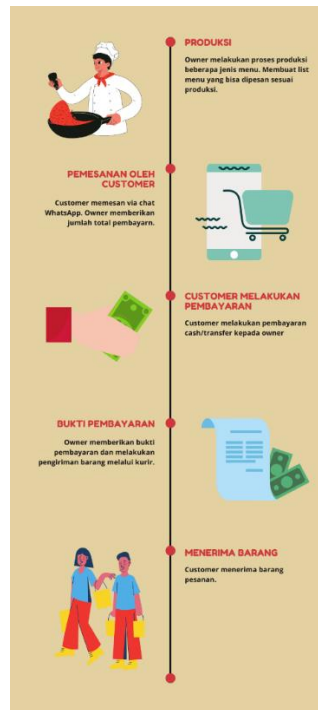 PRODUKSI
Owner melakukan proses produksi
beberapa jenis menu. Membuat list
menu yang bisa dipesan sesuai
produksi.
PEMESANAN OLEH
CUSTOMER
Customer memesan via chat
WhatsApp. Owner memberikan
jumlah total pembayarn.
CUSTOMER MELAKUKAN
PEMBAYARAN
Customer melakukan pembayaran
cash/transfer kepada owner
BUKTI PEMBAYARAN
Owner memberikan bukti
pembayaran dan melakukan
pengiriman barang melalui kurir.
MENERIMA BARANG
Customer menerima barang
pesanan.